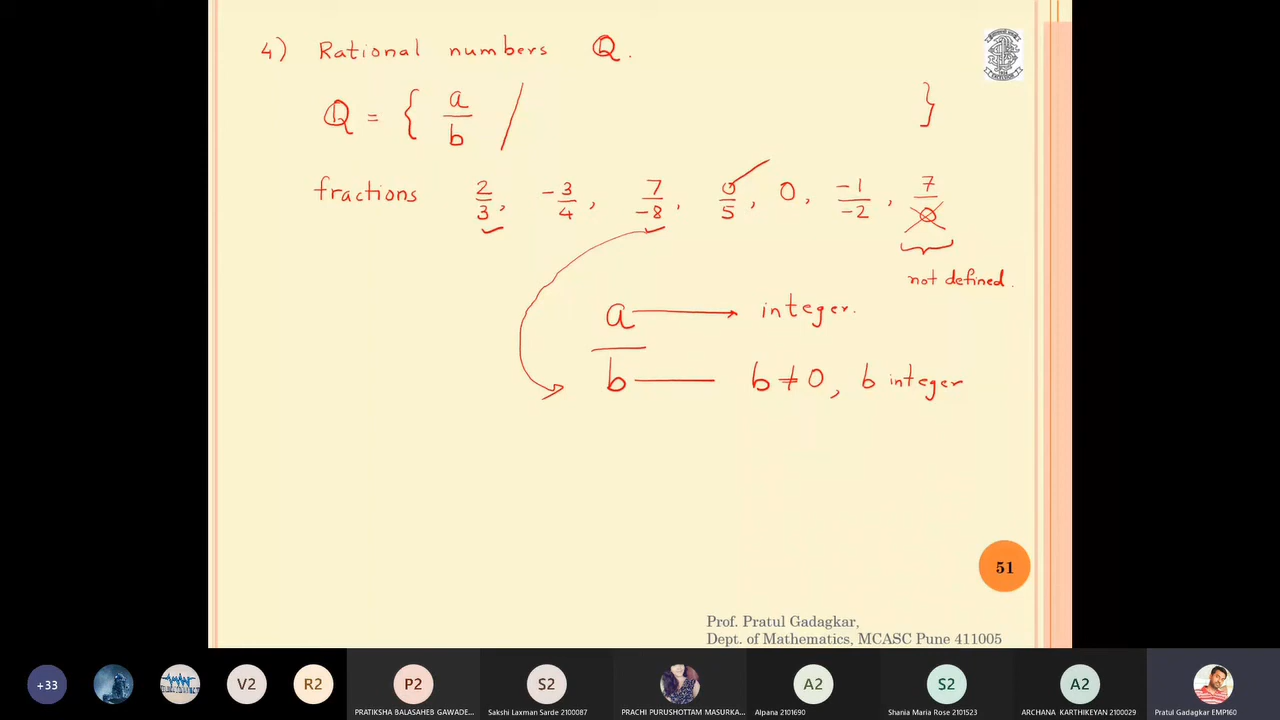 4) Rational numbers ℚ.
ℚ = { a/b / }
fractions 2/3, -3/4, 7/-8, 0/5, 0, -1/-2, 7/0
not defined.
a → integer.
b — b ≠ 0, b integer
51
Prof. Pratul Gadagkar,
Dept. of Mathematics, MCASC Pune 411005
+33 V2 R2 P2 S2 A2 S2 A2
PRATIKSHA BALASAHEB GAWADE... Sakshi Laxman Sarde 2100087 PRACHI PURUSHOTTAM MASURKA... Alpana 2101690 Shania Maria Rose 2101523 ARCHANA KARTHIKEYAN 2100029 Pratul Gadagkar EMP160